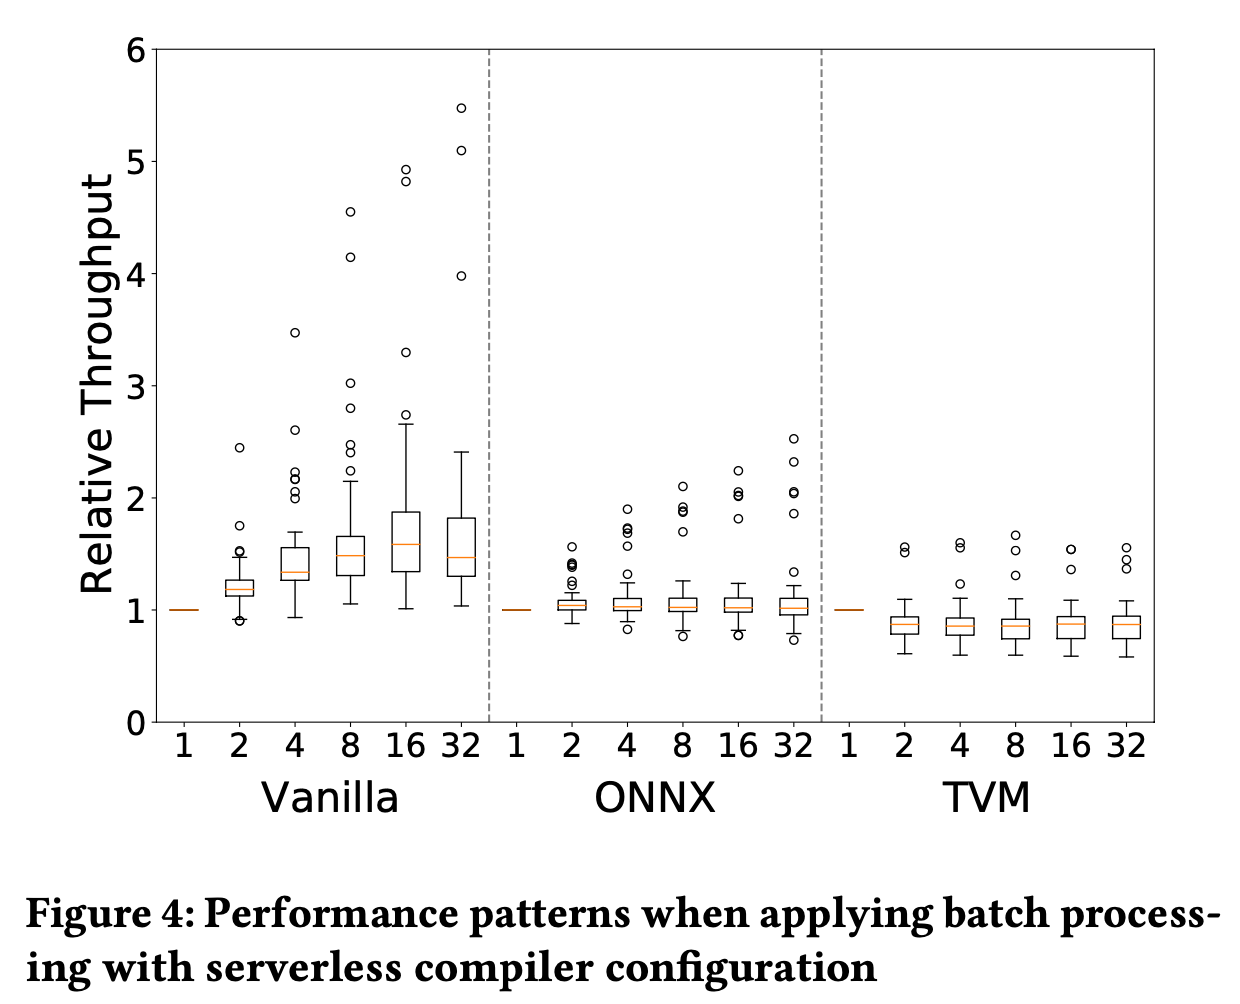 6
5
4
3
2
1
0
Relative Throughput
1 2 4 8 16 32 1 2 4 8 16 32 1 2 4 8 16 32
Vanilla ONNX TVM
Figure 4: Performance patterns when applying batch process-
ing with serverless compiler configuration